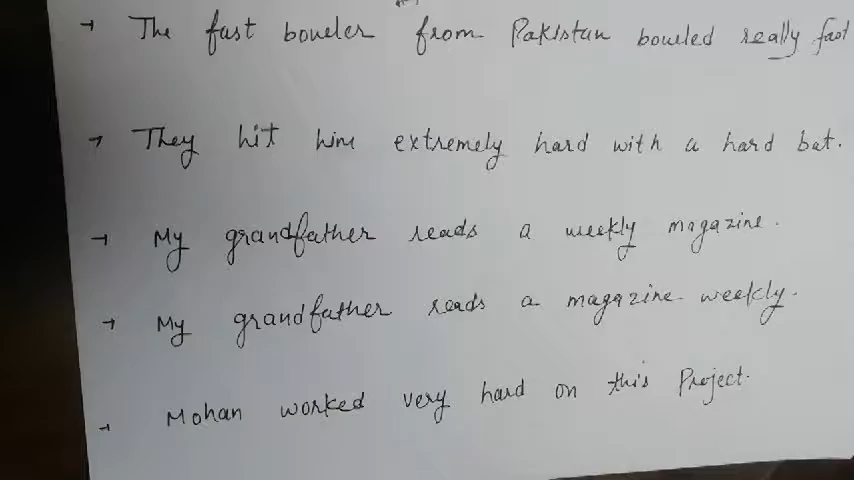 → The fast bowler from Pakistan bowled really fast
→ They hit him extremely hard with a hard bat.
→ My grandfather reads a weekly magazine.
→ My grandfather reads a magazine weekly.
→ Mohan worked very hard on this Project.